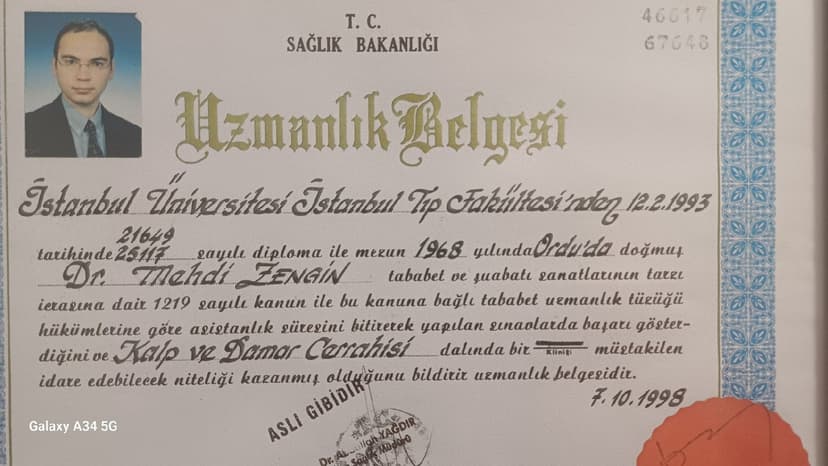 T. C.
SAĞLIK BAKANLIĞI
46617
67648
Uzmanlık Belgesi
İstanbul Üniversitesi İstanbul Tıp Fakültesi'nden 12.2.1993
21649
tarihinde 25117 sayılı diploma ile mezun 1968 yılında Ordu'da doğmuş
Dr. Mehdi ZENGİN tababet ve şuabatı sanatlarının tarzı
icrasına dair 1219 sayılı kanun ile bu kanuna bağlı tababet uzmanlık tüzüğü
hükümlerine göre asistanlık süresini bitirerek yapılan sınavlarda başarı göster-
diğini ve Kalp ve Damar Cerrahisi dalında bir Kliniği müstakilen
idare edebilecek niteliği kazanmış olduğunu bildirir uzmanlık belgesidir.
7.10.1998
ASLI GİBİDİR
YAĞDIR
Sağlık Müdürü
Galaxy A34 5G